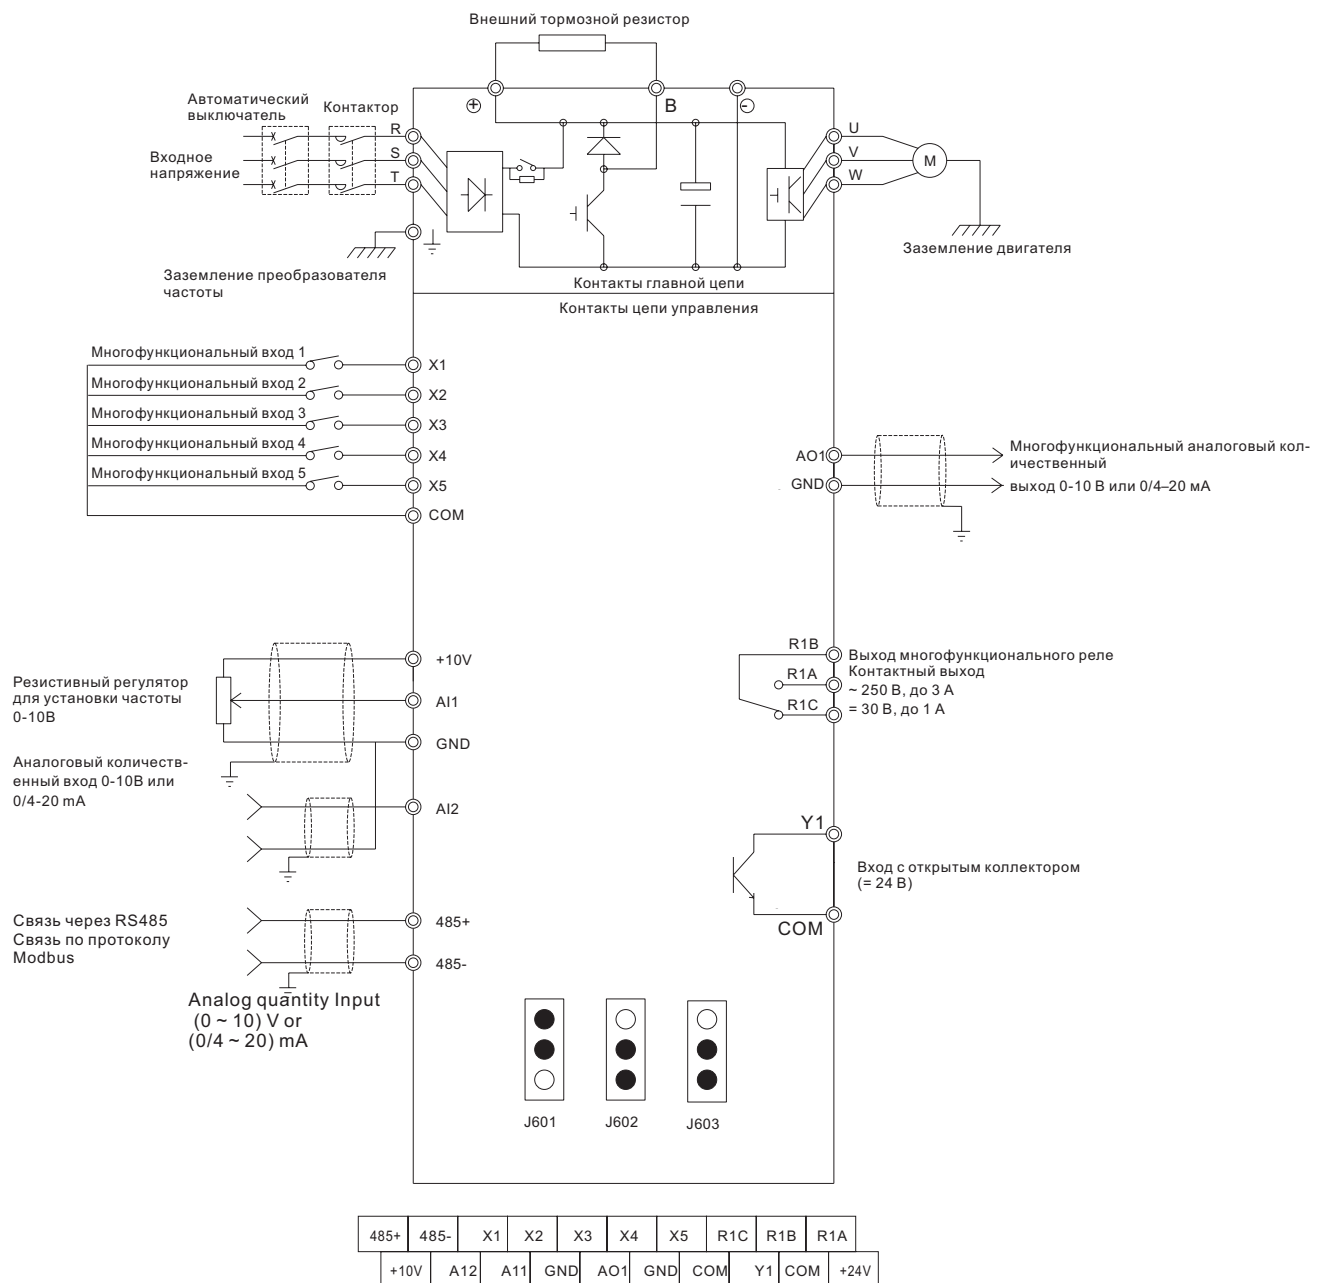 Внешний тормозной резистор
Автоматический
выключатель
Контактор
Входное
напряжение
R
S
T
+
B
-
U
V
W
M
Заземление двигателя
Заземление преобразователя
частоты
Контакты главной цепи
Контакты цепи управления
Многофункциональный вход 1
X1
Многофункциональный вход 2
X2
Многофункциональный вход 3
X3
Многофункциональный вход 4
X4
Многофункциональный вход 5
X5
COM
AO1
GND
Многофункциональный аналоговый кол-
ичественный
выход 0-10 В или 0/4–20 мА
Резистивный регулятор
для установки частоты
0-10В
+10V
AI1
GND
Аналоговый количеств-
енный вход 0-10В или
0/4-20 mA
AI2
R1B
R1A
R1C
Выход многофункционального реле
Контактный выход
~ 250 В, до 3 А
= 30 В, до 1 А
Y1
COM
Вход с открытым коллектором
(= 24 В)
Связь через RS485
Связь по протоколу
Modbus
485+
485-
Analog quantity Input
(0 ~ 10) V or
(0/4 ~ 20) mA
J601
J602
J603
485+ 485- X1 X2 X3 X4 X5 R1C R1B R1A
+10V A12 A11 GND AO1 GND COM Y1 COM +24V